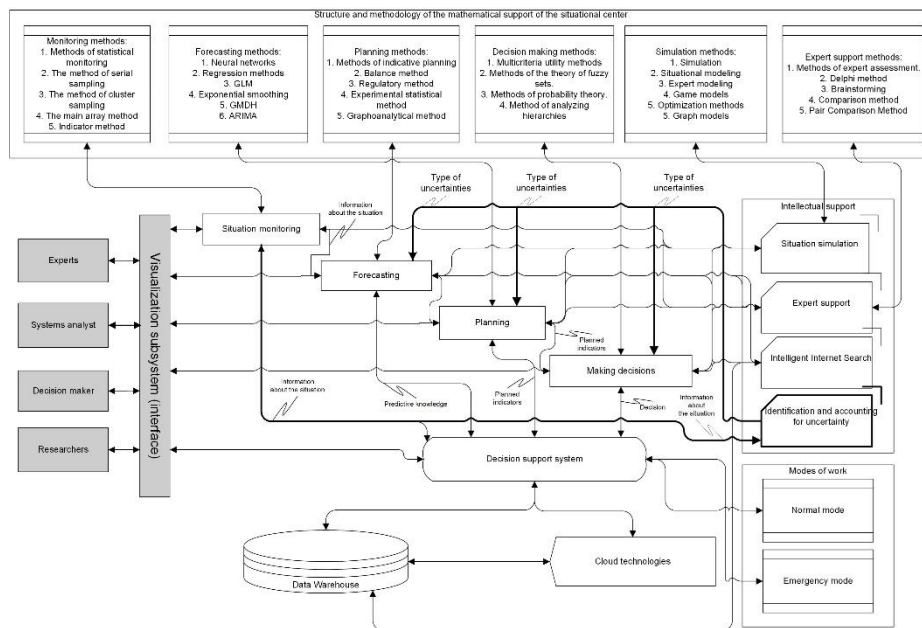 Structure and methodology of the mathematical support of the situational center
Monitoring methods:
1. Methods of statistical
monitoring
2. The method of serial
sampling
3. The method of cluster
sampling
4. The main array method
5. Indicator method
Forecasting methods:
1. Neural networks
2. Regression methods
3. GLM
4. Exponential smoothing
5. GMDH
6. ARIMA
Planning methods:
1. Methods of indicative planning
2. Balance method
3. Regulatory method
4. Experimental statistical
method
5. Graphoanalytical method
Decision making methods:
1. Multicriteria utility methods
2. Methods of the theory of fuzzy
sets.
3. Methods of probability theory.
4. Method of analyzing
hierarchies
Simulation methods:
1. Simulation
2. Situational modeling
3. Expert modeling
4. Game models
5. Optimization methods
5. Graph models
Expert support methods:
1. Methods of expert assessment.
2. Delphi method
3. Brainstorming
4. Comparison method
5. Pair Comparison Method
Type of
uncertainties
Type of
uncertainties
Type of
uncertainties
Information
about the situation
Intellectual support
Situation monitoring
Situation simulation
Experts
Forecasting
Visualization subsystem (interface)
Expert support
Systems analyst
Planning
Planned
indicators
Intelligent Internet Search
Making decisions
Decision maker
Information
about the situation
Predictive knowledge
Planned
indicators
Decision
Information about
the situation
Identification and accounting
for uncertainty
Researchers
Decision support system
Modes of work
Normal mode
Cloud technologies
Data Warehouse
Emergency mode